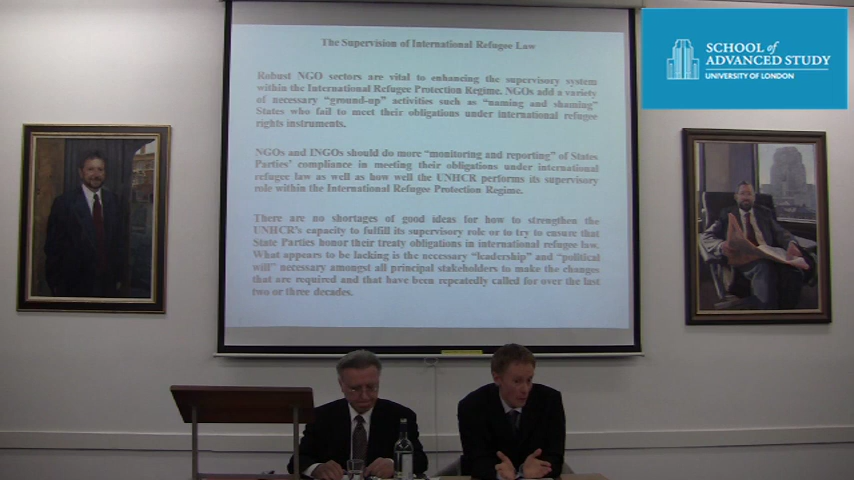 The Supervision of International Refugee Law
Robust NGO sectors are vital to enhancing the supervisory system
within the International Refugee Protection Regime. NGOs add a variety
of necessary “ground-up” activities such as “naming and shaming”
States who fail to meet their obligations under international refugee
rights instruments.
NGOs and INGOs should do more “monitoring and reporting” of States
Parties’ compliance in meeting their obligations under international
refugee law as well as how well the UNHCR performs its supervisory
role within the International Refugee Protection Regime.
There are no shortages of good ideas for how to strengthen the
UNHCR’s capacity to fulfill its supervisory role or to try to ensure that
State Parties honor their treaty obligations in international refugee law.
What appears to be lacking is the necessary “leadership” and “political
will” necessary amongst all principal stakeholders to make the changes
that are required and that have been repeatedly called for over the last
two or three decades.
SCHOOL of
ADVANCED STUDY
UNIVERSITY OF LONDON